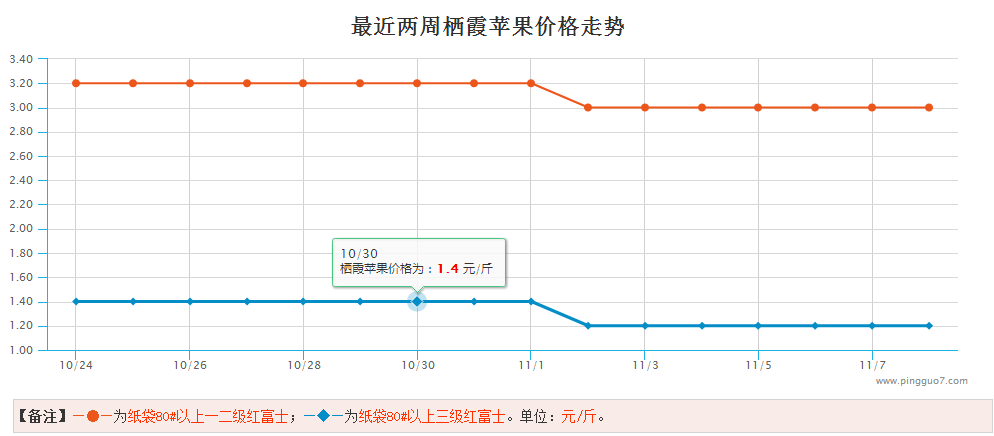 最近两周栖霞苹果价格走势
3.40
3.20
3.00
2.80
2.60
2.40
2.20
2.00
1.80
1.60
1.40
1.20
1.00
10/30
栖霞苹果价格为：1.4 元/斤
10/24 10/26 10/28 10/30 11/1 11/3 11/5 11/7
www.pingguo7.com
【备注】一●一为纸袋80#以上一二级红富士；一◆一为纸袋80#以上三级红富士。单位：元/斤。